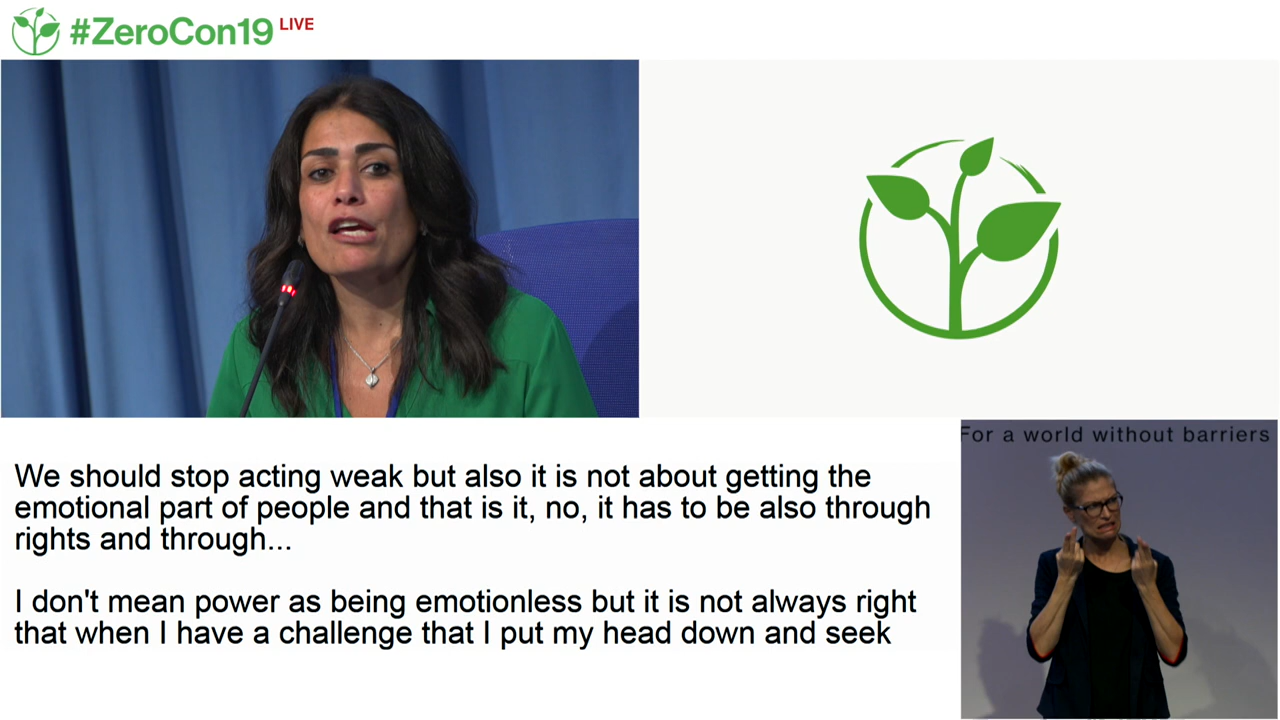 #ZeroCon19 LIVE
We should stop acting weak but also it is not about getting the
emotional part of people and that is it, no, it has to be also through
rights and through...
I don't mean power as being emotionless but it is not always right
that when I have a challenge that I put my head down and seek
For a world without barriers